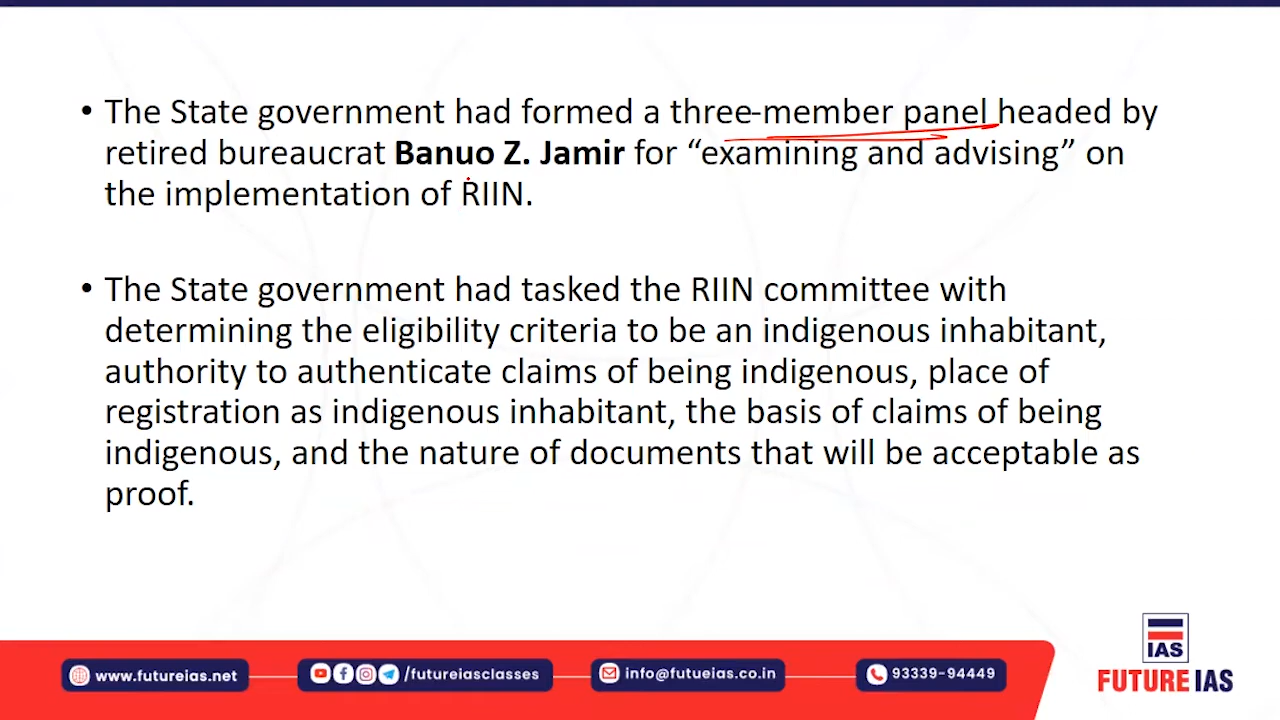 • The State government had formed a three-member panel headed by
retired bureaucrat Banuo Z. Jamir for “examining and advising” on
the implementation of RIIN.
• The State government had tasked the RIIN committee with
determining the eligibility criteria to be an indigenous inhabitant,
authority to authenticate claims of being indigenous, place of
registration as indigenous inhabitant, the basis of claims of being
indigenous, and the nature of documents that will be acceptable as
proof.
IAS
FUTURE IAS
www.futureias.net
/futureiasclasses
info@futueias.co.in
93339-94449